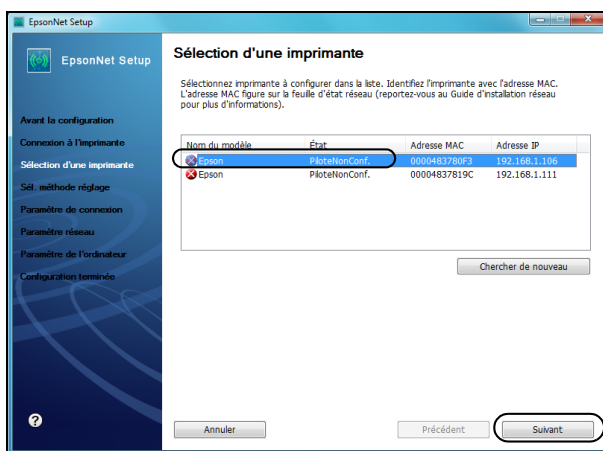 EpsonNet Setup
EpsonNet Setup
Avant la configuration
Connexion à l'imprimante
Sélection d'une imprimante
Sél. méthode réglage
Paramètre de connexion
Paramètre réseau
Paramètre de l'ordinateur
Configuration terminée
Sélection d'une imprimante
Sélectionnez imprimante à configurer dans la liste. Identifiez l'imprimante avec l'adresse MAC.
L'adresse MAC figure sur la feuille d'état réseau (reportez-vous au Guide d'installation réseau
pour plus d'informations).
Nom du modèle État Adresse MAC Adresse IP
Epson PiloteNonConf. 0000483780F3 192.168.1.106
Epson PiloteNonConf. 00004837819C 192.168.1.111
Chercher de nouveau
?
Annuler Précédent Suivant